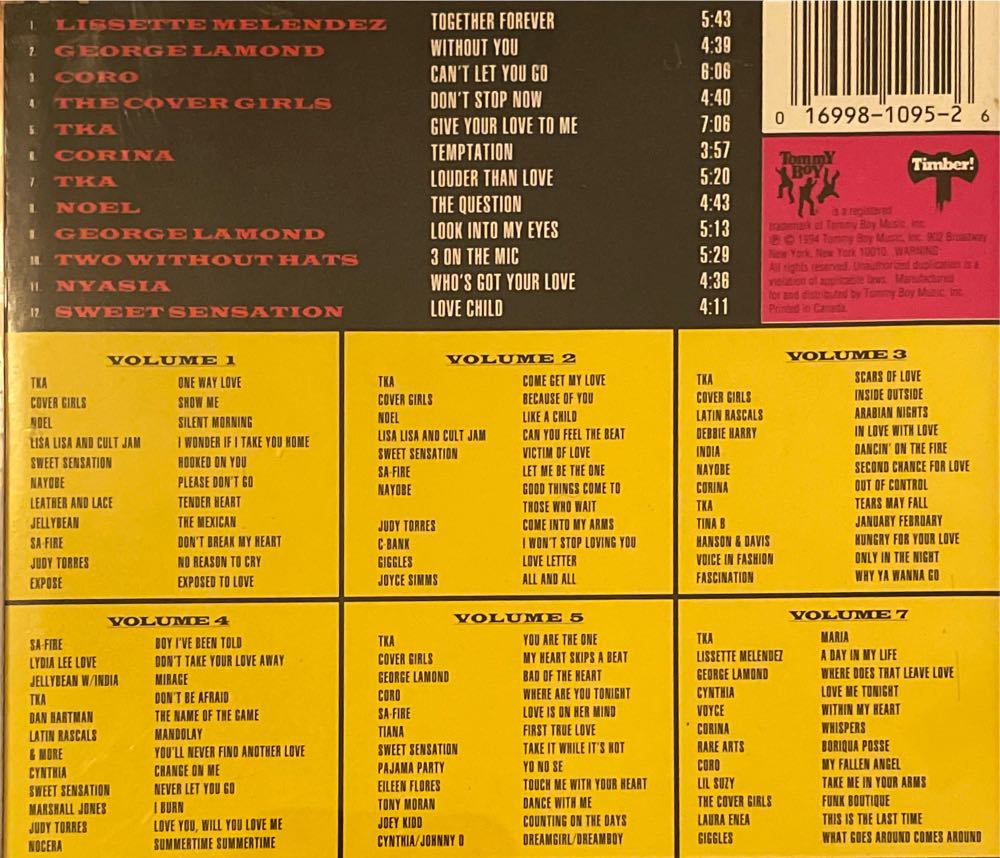 1. LISSETTE MELENDEZ TOGETHER FOREVER 5:43
2. GEORGE LAMOND WITHOUT YOU 4:39
3. CORO CAN'T LET YOU GO 6:06
4. THE COVER GIRLS DON'T STOP NOW 4:40
5. TKA GIVE YOUR LOVE TO ME 7:06
6. CORINA TEMPTATION 3:57
7. TKA LOUDER THAN LOVE 5:20
8. NOEL THE QUESTION 4:43
9. GEORGE LAMOND LOOK INTO MY EYES 5:13
10. TWO WITHOUT HATS 3 ON THE MIC 5:29
11. NYASIA WHO'S GOT YOUR LOVE 4:36
12. SWEET SENSATION LOVE CHILD 4:11
0 16998-1095-2 6
TOMMY BOY
Timber!
is a registered
trademark of Tommy Boy Music, Inc.
℗ © 1994 Tommy Boy Music, Inc. 902 Broadway
New York, New York 10010. WARNING:
All rights reserved. Unauthorized duplication is a
violation of applicable laws. Manufactured
for and distributed by Tommy Boy Music, Inc.
Printed in Canada.
VOLUME 1
TKA ONE WAY LOVE
COVER GIRLS SHOW ME
NOEL SILENT MORNING
LISA LISA AND CULT JAM I WONDER IF I TAKE YOU HOME
SWEET SENSATION HOOKED ON YOU
NAYOBE PLEASE DON'T GO
LEATHER AND LACE TENDER HEART
JELLYBEAN THE MEXICAN
SA-FIRE DON'T BREAK MY HEART
JUDY TORRES NO REASON TO CRY
EXPOSE EXPOSED TO LOVE
VOLUME 2
TKA COME GET MY LOVE
COVER GIRLS BECAUSE OF YOU
NOEL LIKE A CHILD
LISA LISA AND CULT JAM CAN YOU FEEL THE BEAT
SWEET SENSATION VICTIM OF LOVE
SA-FIRE LET ME BE THE ONE
NAYOBE GOOD THINGS COME TO
THOSE WHO WAIT
JUDY TORRES COME INTO MY ARMS
C-BANK I WON'T STOP LOVING YOU
GIGGLES LOVE LETTER
JOYCE SIMMS ALL AND ALL
VOLUME 3
TKA SCARS OF LOVE
COVER GIRLS INSIDE OUTSIDE
LATIN RASCALS ARABIAN NIGHTS
DEBBIE HARRY IN LOVE WITH LOVE
INDIA DANCIN' ON THE FIRE
NAYOBE SECOND CHANCE FOR LOVE
CORINA OUT OF CONTROL
TKA TEARS MAY FALL
TINA B JANUARY FEBRUARY
HANSON & DAVIS HUNGRY FOR YOUR LOVE
VOICE IN FASHION ONLY IN THE NIGHT
FASCINATION WHY YA WANNA GO
VOLUME 4
SA-FIRE BOY I'VE BEEN TOLD
LYDIA LEE LOVE DON'T TAKE YOUR LOVE AWAY
JELLYBEAN W/INDIA MIRAGE
TKA DON'T BE AFRAID
DAN HARTMAN THE NAME OF THE GAME
LATIN RASCALS MANDOLAY
& MORE YOU'LL NEVER FIND ANOTHER LOVE
CYNTHIA CHANGE ON ME
SWEET SENSATION NEVER LET YOU GO
MARSHALL JONES I BURN
JUDY TORRES LOVE YOU, WILL YOU LOVE ME
NOCERA SUMMERTIME SUMMERTIME
VOLUME 5
TKA YOU ARE THE ONE
COVER GIRLS MY HEART SKIPS A BEAT
GEORGE LAMOND BAD OF THE HEART
CORO WHERE ARE YOU TONIGHT
SA-FIRE LOVE IS ON HER MIND
TIANA FIRST TRUE LOVE
SWEET SENSATION TAKE IT WHILE IT'S HOT
PAJAMA PARTY YO NO SE
EILEEN FLORES TOUCH ME WITH YOUR HEART
TONY MORAN DANCE WITH ME
JOEY KIDD COUNTING ON THE DAYS
CYNTHIA/JOHNNY O DREAMGIRL/DREAMBOY
VOLUME 7
TKA MARIA
LISSETTE MELENDEZ A DAY IN MY LIFE
GEORGE LAMOND WHERE DOES THAT LEAVE LOVE
CYNTHIA LOVE ME TONIGHT
VOYCE WITHIN MY HEART
CORINA WHISPERS
RARE ARTS BORIQUA POSSE
CORO MY FALLEN ANGEL
LIL SUZY TAKE ME IN YOUR ARMS
THE COVER GIRLS FUNK BOUTIQUE
LAURA ENEA THIS IS THE LAST TIME
GIGGLES WHAT GOES AROUND COMES AROUND